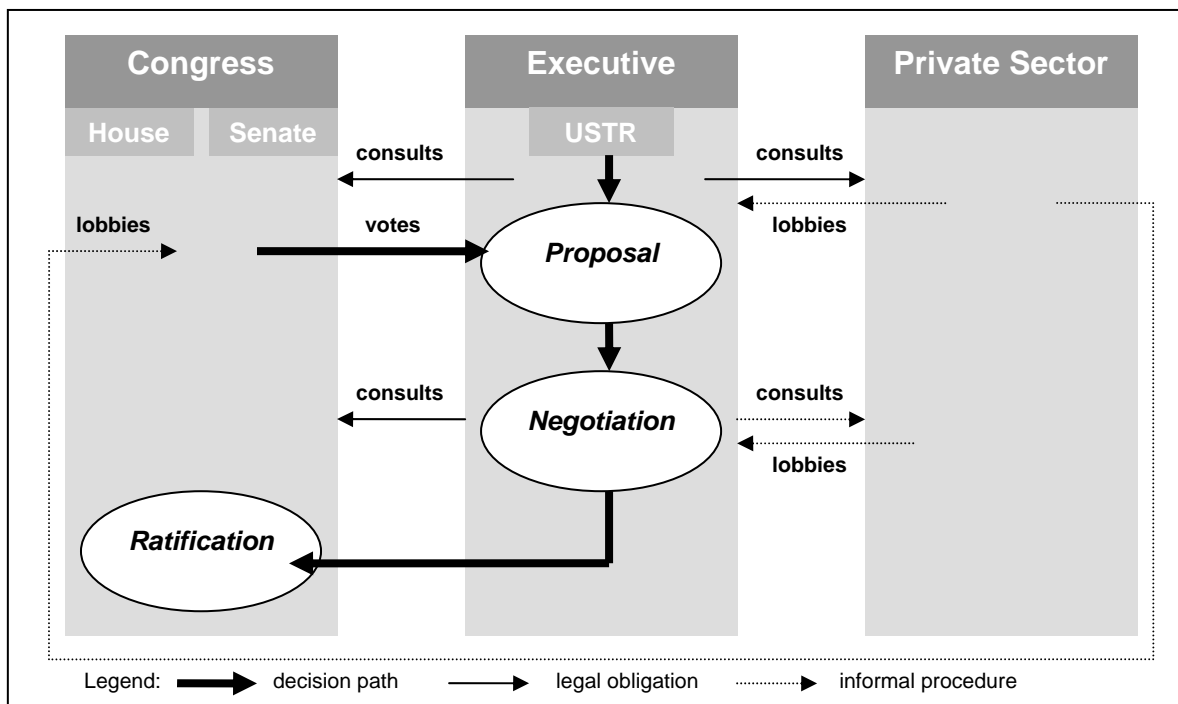 Congress
Executive
Private Sector
House
Senate
USTR
consults
consults
lobbies
votes
lobbies
Proposal
consults
consults
Negotiation
lobbies
Ratification
Legend:
decision path
legal obligation
informal procedure